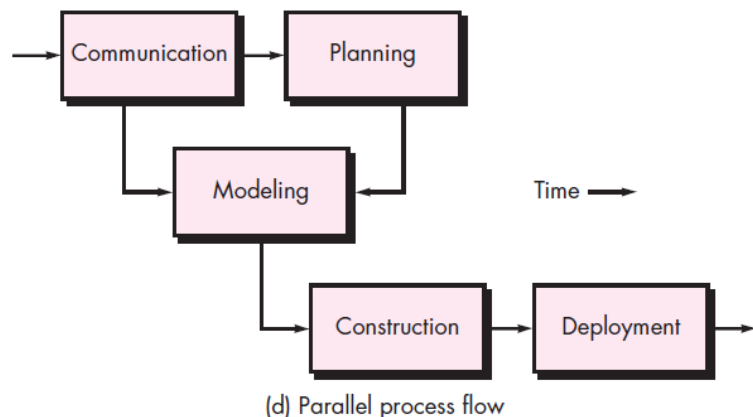 Communication
Planning
Modeling
Time
Construction
Deployment
(d) Parallel process flow